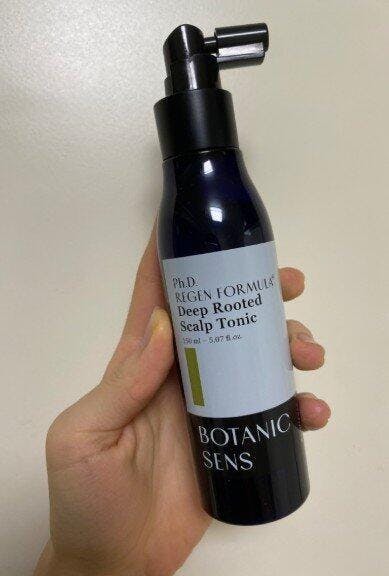 Ph.D.
REGEN FORMULA®
Deep Rooted
Scalp Tonic
150 ml – 5.07 fl.oz.
BOTANIC
SENS